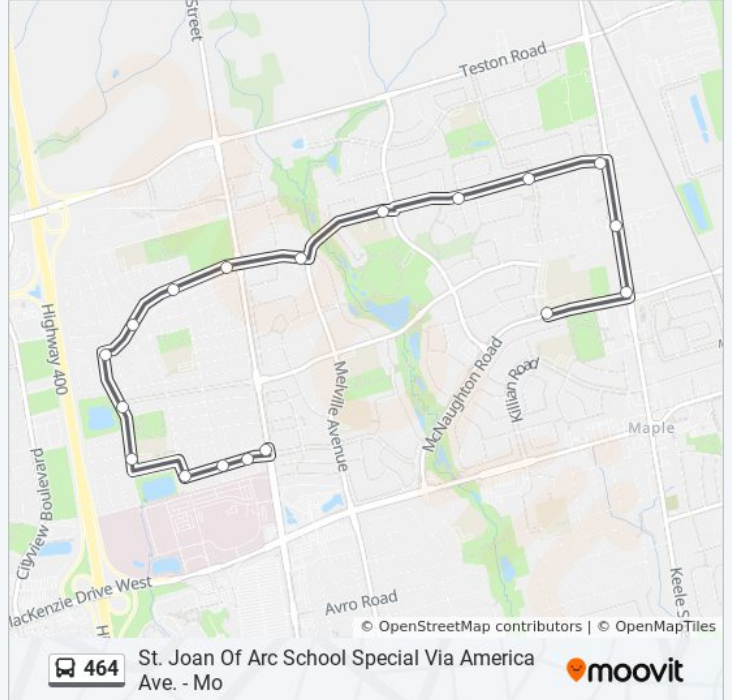 Street
Teston Road
Highway 400
Melville Avenue
McNaughton Road
Killian Road
Maple
Cityview Boulevard
MacKenzie Drive West
Avro Road
Keele S
H
© OpenStreetMap contributors | © OpenMapTiles
464
St. Joan Of Arc School Special Via America
Ave. - Mo
moovit